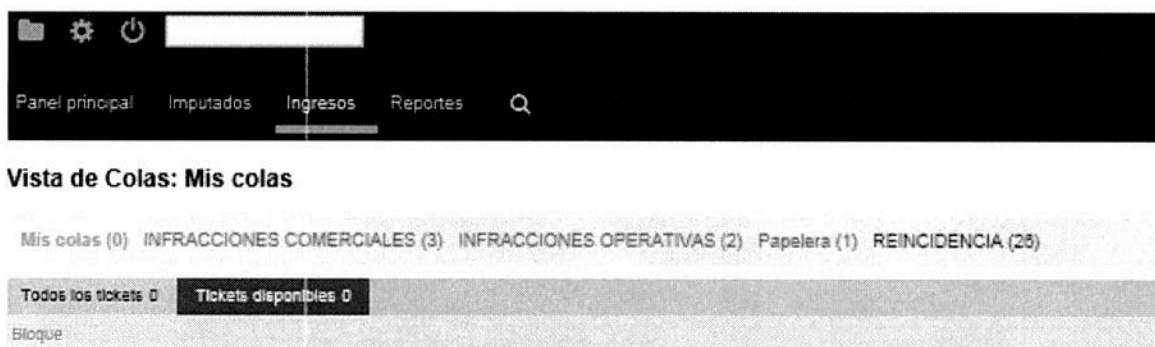 Panel principal Imputados Ingresos Reportes
Vista de Colas: Mis colas
Mis colas (0) INFRACCIONES COMERCIALES (3) INFRACCIONES OPERATIVAS (2) Papelera (1) REINCIDENCIA (26)
Todos los tickets 0 Tickets disponibles 0
Bloque